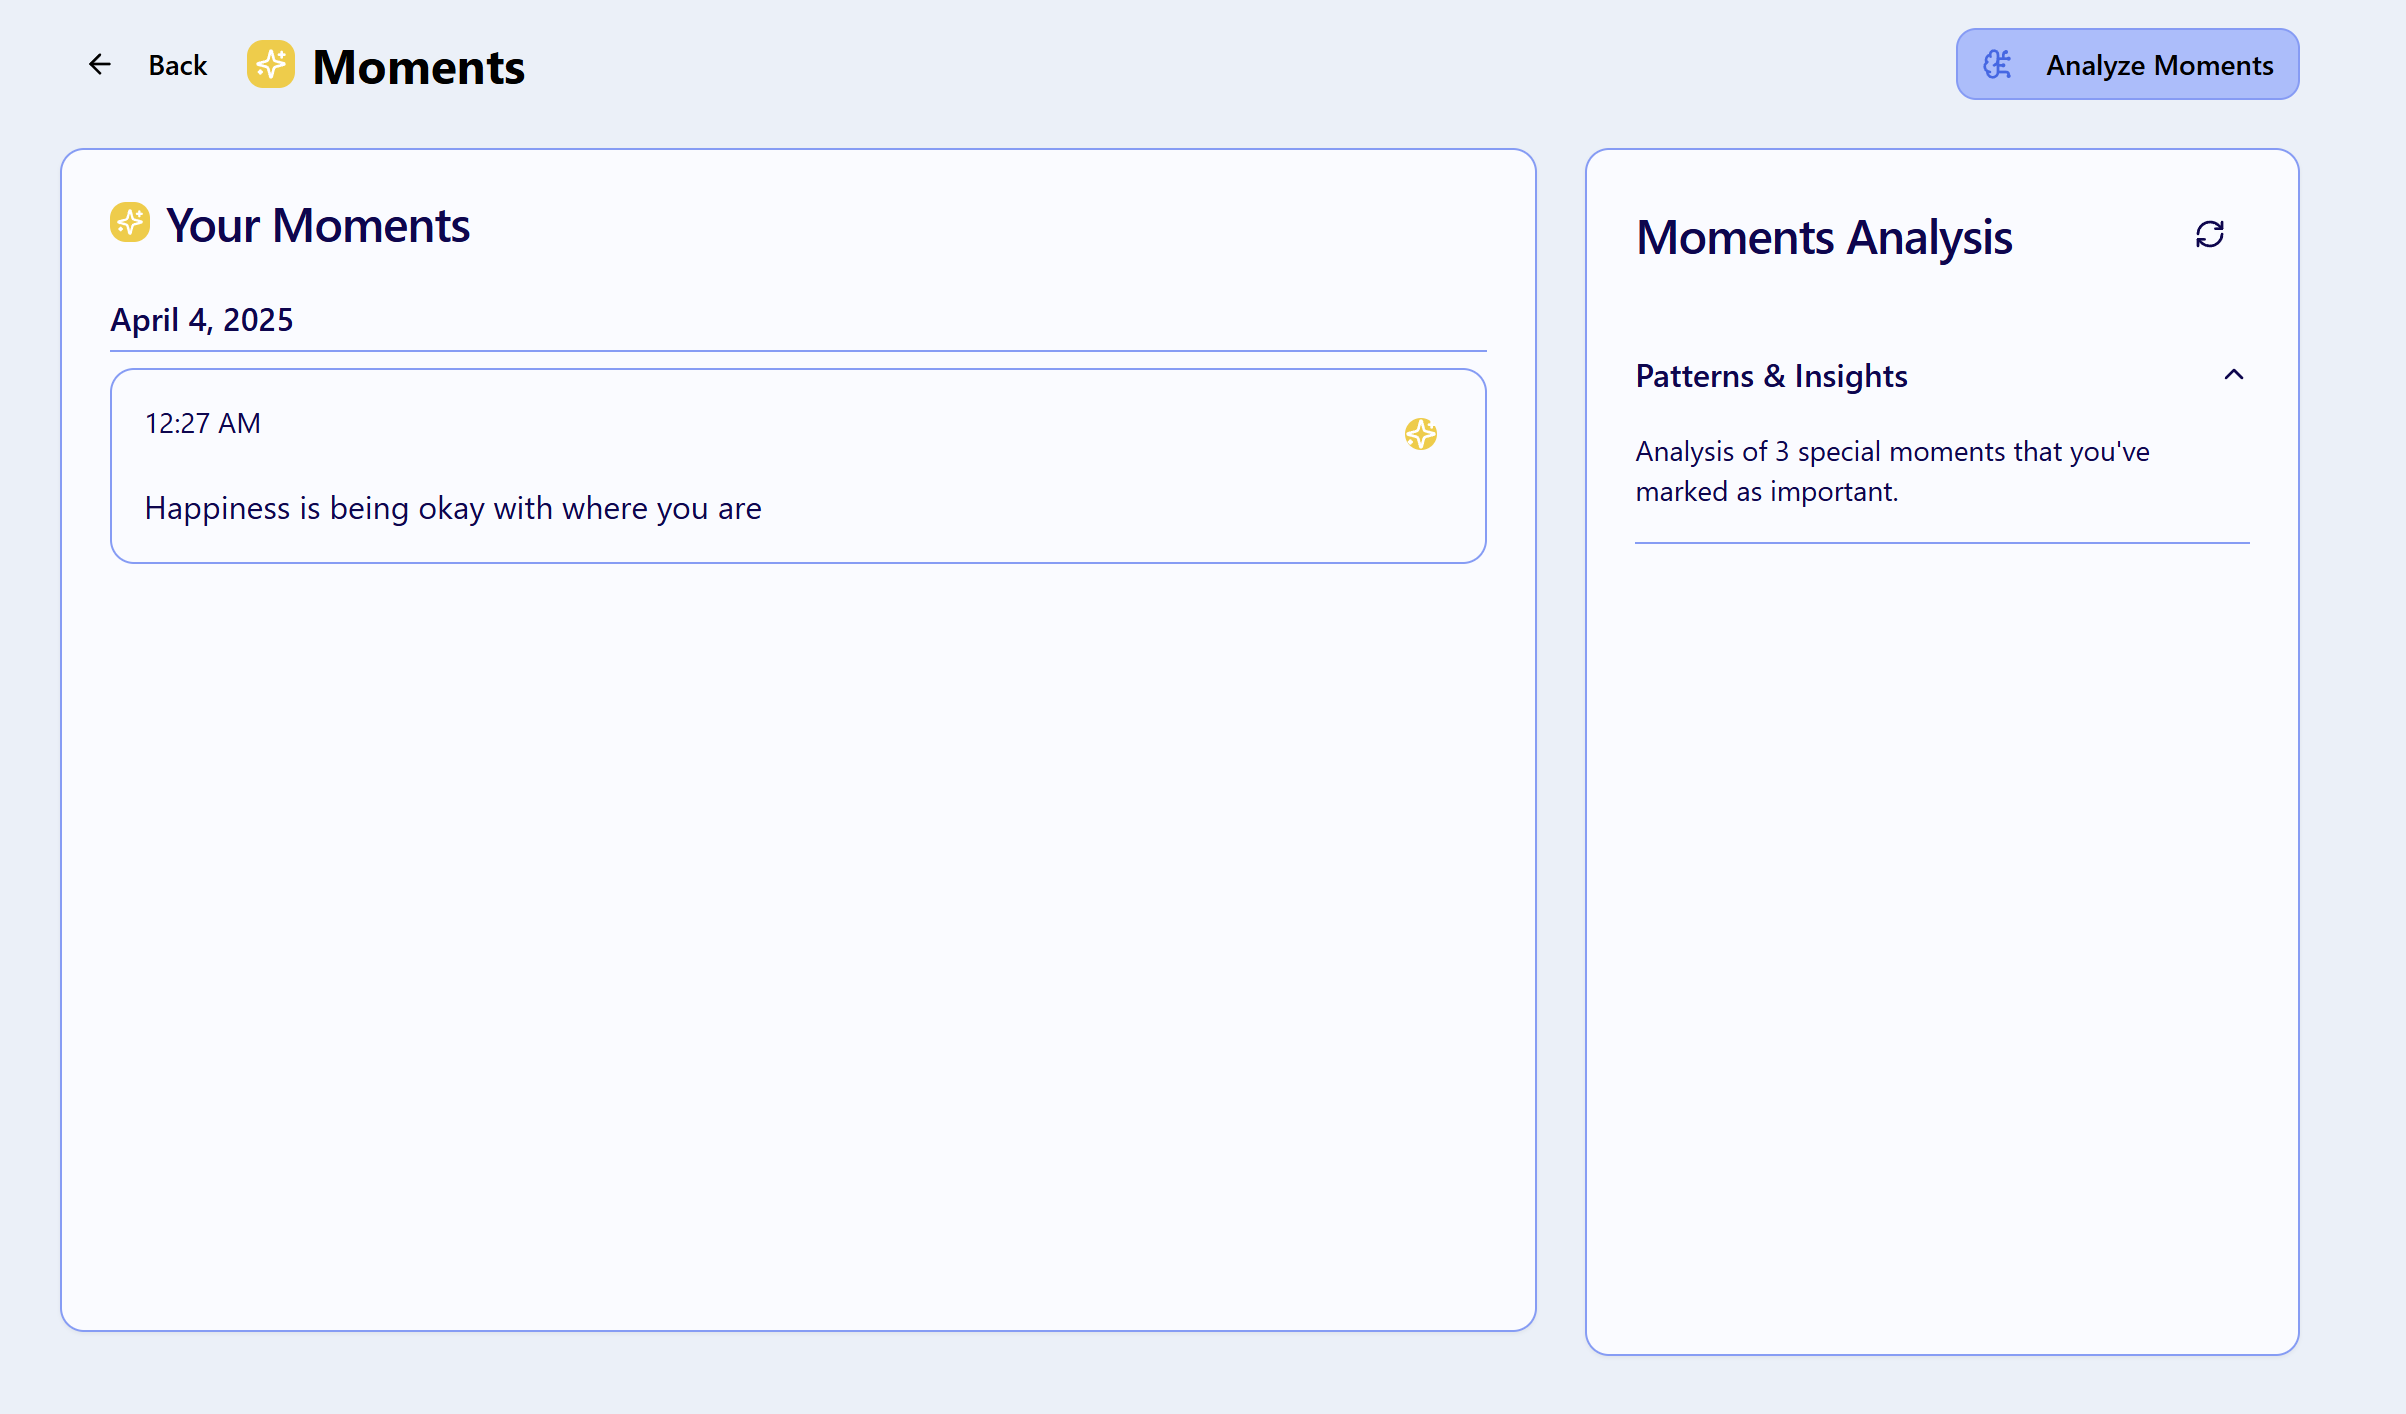 Back
Moments
Analyze Moments
Your Moments
April 4, 2025
12:27 AM
Happiness is being okay with where you are
Moments Analysis
Patterns & Insights
Analysis of 3 special moments that you've
marked as important.